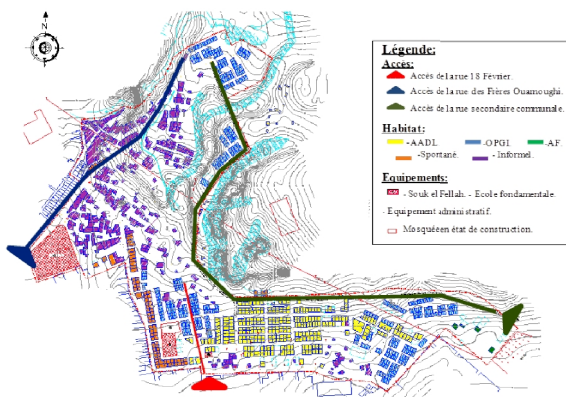 N
Légende:
Accès:
Accès de la rue 18 Février.
Accès de la rue des Frères Ouamoughi.
Accès de la rue secondaire communale.
Habitat:
-AADL -OPGI. -AF.
-Spontané. - Informel.
Equipements:
- Souk el Fellah. - Ecole fondamentale.
- Equipement administratif.
Mosquée en état de construction.